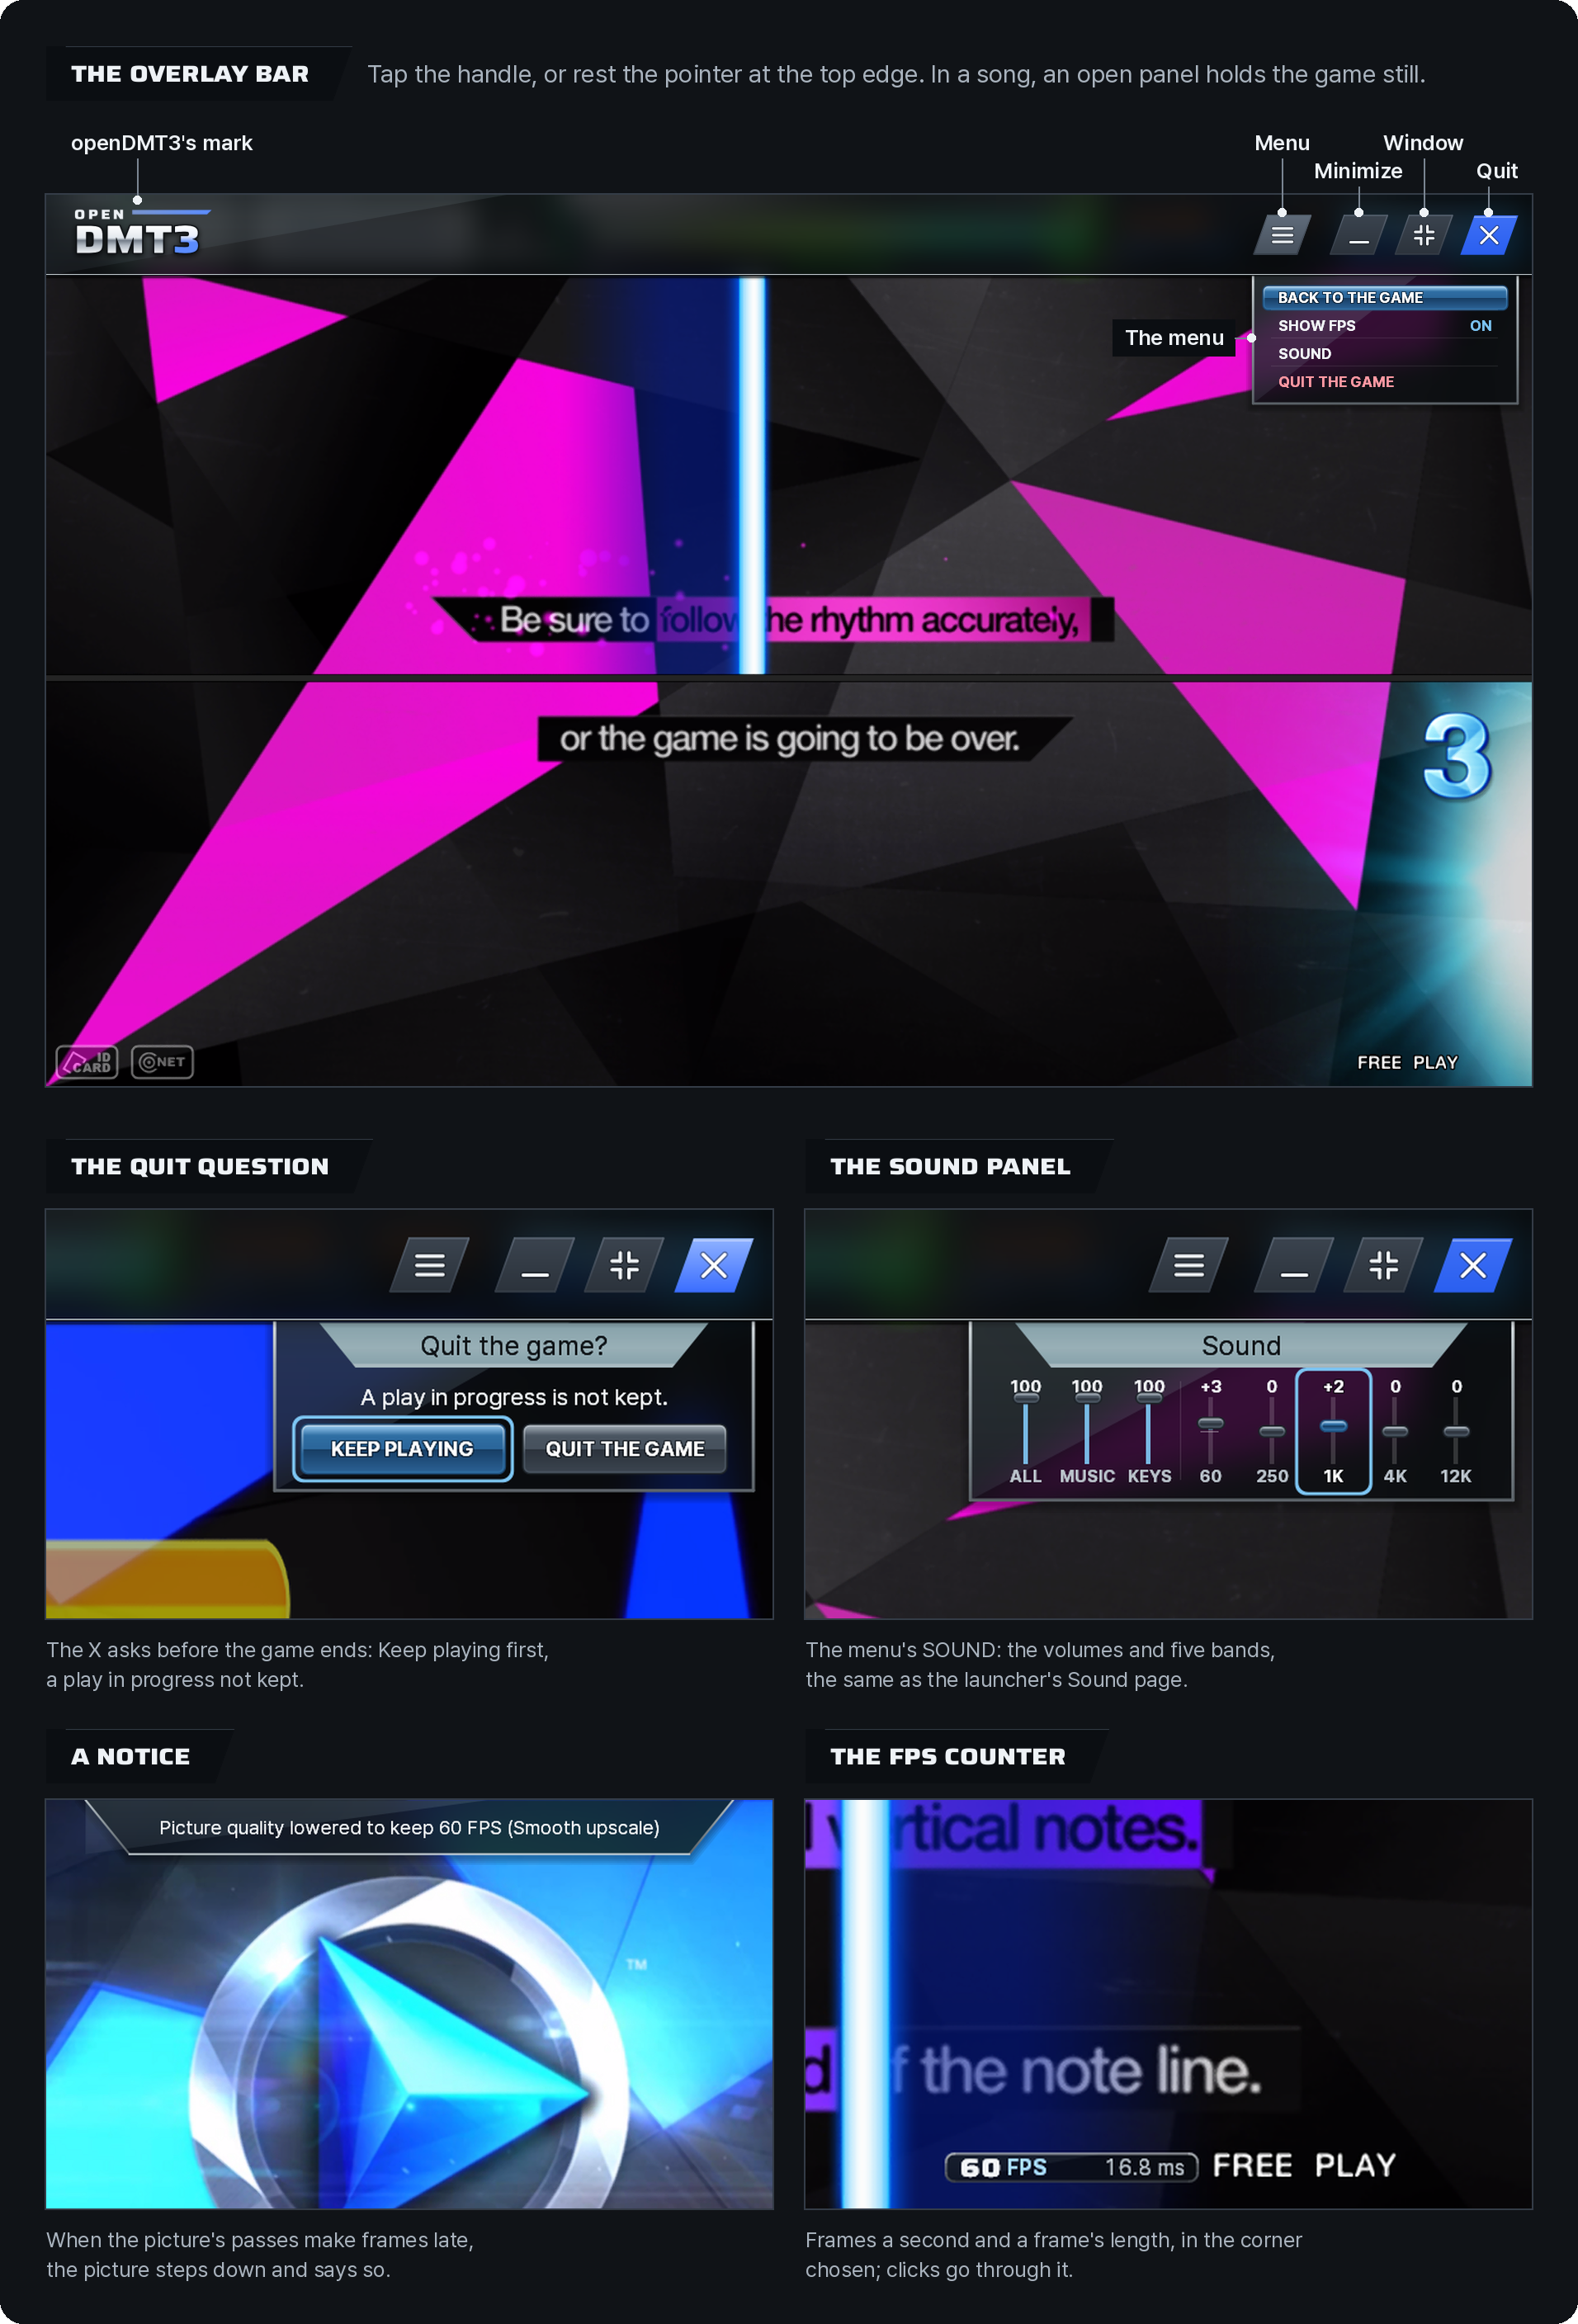 THE OVERLAY BAR
Tap the handle, or rest the pointer at the top edge. In a song, an open panel holds the game still.
openDMT3's mark
Menu
Window
Minimize
Quit
OPEN
DMT3
BACK TO THE GAME
SHOW FPS ON
The menu
SOUND
QUIT THE GAME
Be sure to follow the rhythm accurately,
or the game is going to be over.
3
ID CARD
NET
FREE PLAY
THE QUIT QUESTION
Quit the game?
A play in progress is not kept.
KEEP PLAYING
QUIT THE GAME
The X asks before the game ends: Keep playing first,
a play in progress not kept.
THE SOUND PANEL
Sound
100 100 100 +3 0 +2 0 0
ALL MUSIC KEYS 60 250 1K 4K 12K
The menu's SOUND: the volumes and five bands,
the same as the launcher's Sound page.
A NOTICE
Picture quality lowered to keep 60 FPS (Smooth upscale)
TM
When the picture's passes make frames late,
the picture steps down and says so.
THE FPS COUNTER
rtical notes.
f the note line.
60 FPS 16.8 ms FREE PLAY
Frames a second and a frame's length, in the corner
chosen; clicks go through it.